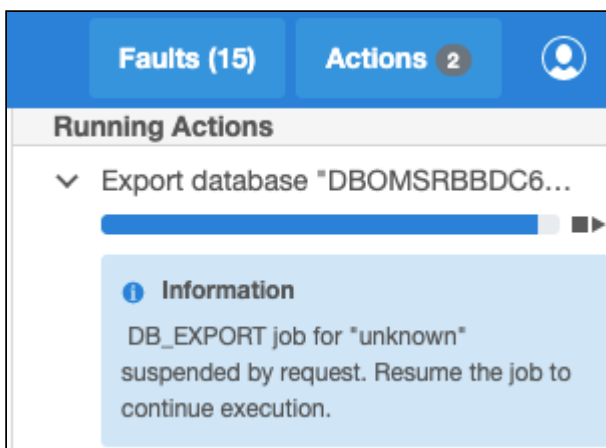 Faults (15) Actions 2
Running Actions
Export database "DBOMSRBBDC6...
Information
DB_EXPORT job for "unknown"
suspended by request. Resume the job to
continue execution.